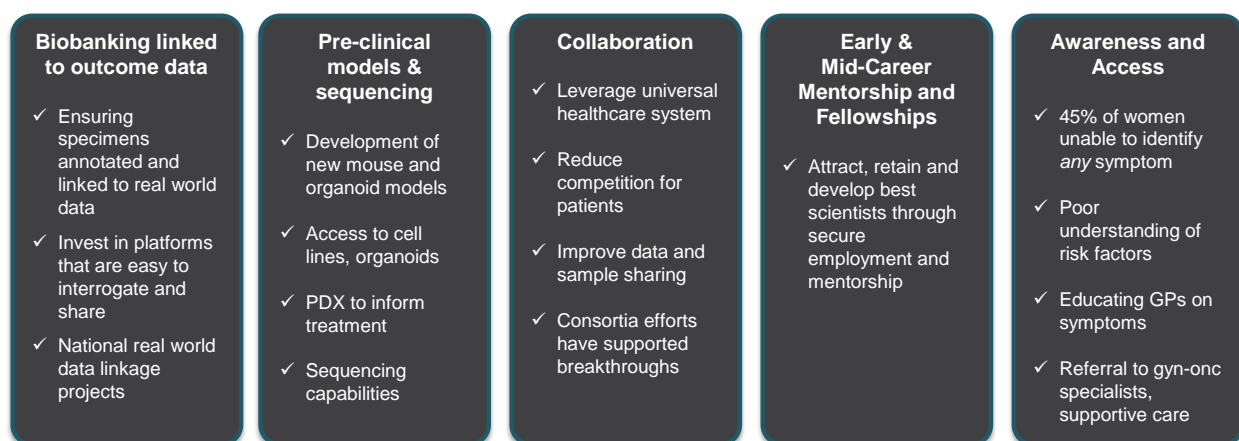 Biobanking linked
to outcome data
✓ Ensuring
specimens
annotated and
linked to real world
data
✓ Invest in platforms
that are easy to
interrogate and
share
✓ National real world
data linkage
projects
Pre-clinical
models &
sequencing
✓ Development of
new mouse and
organoid models
✓ Access to cell
lines, organoids
✓ PDX to inform
treatment
✓ Sequencing
capabilities
Collaboration
✓ Leverage universal
healthcare system
✓ Reduce
competition for
patients
✓ Improve data and
sample sharing
✓ Consortia efforts
have supported
breakthroughs
Early &
Mid-Career
Mentorship and
Fellowships
✓ Attract, retain and
develop best
scientists through
secure
employment and
mentorship
Awareness and
Access
✓ 45% of women
unable to identify
any symptom
✓ Poor
understanding of
risk factors
✓ Educating GPs on
symptoms
✓ Referral to gyn-onc
specialists,
supportive care